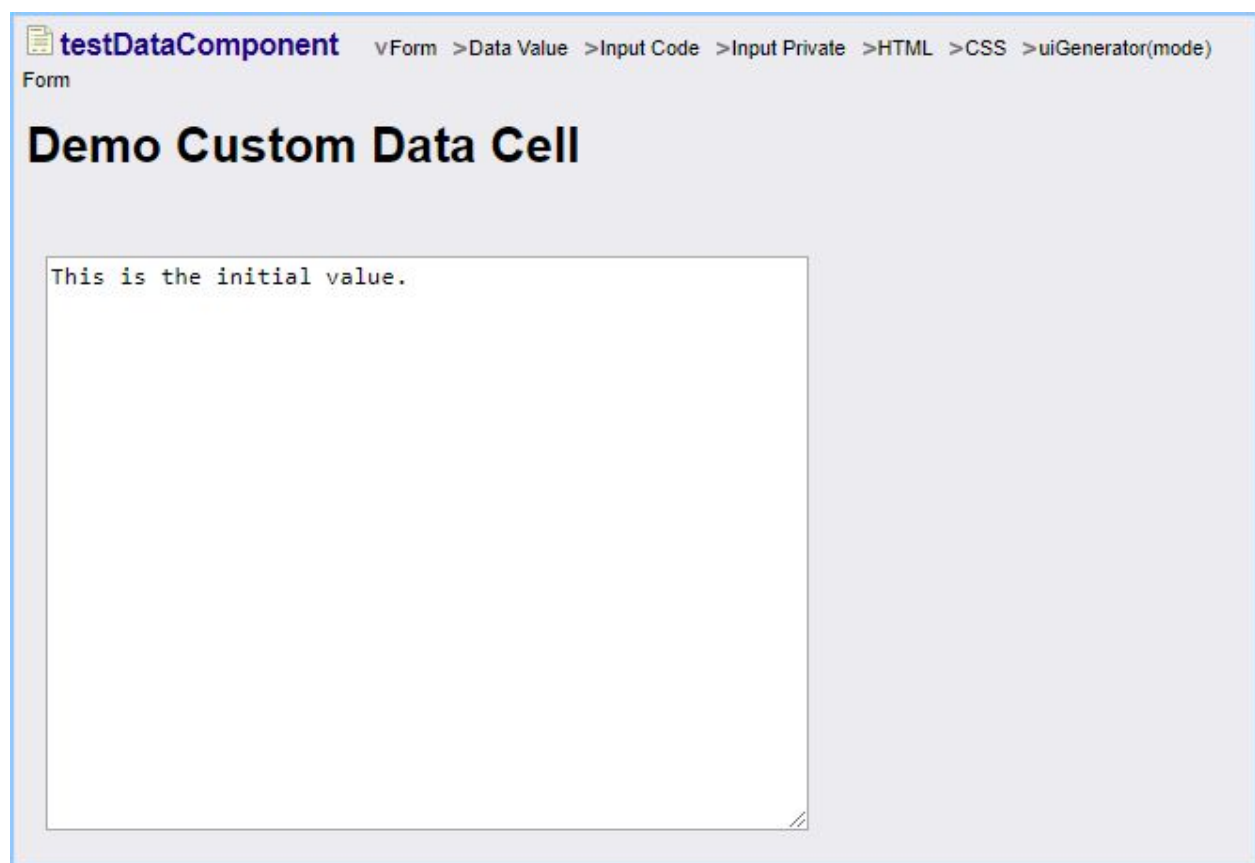 testDataComponent vForm >Data Value >Input Code >Input Private >HTML >CSS >uiGenerator(mode)
Form
Demo Custom Data Cell
This is the initial value.